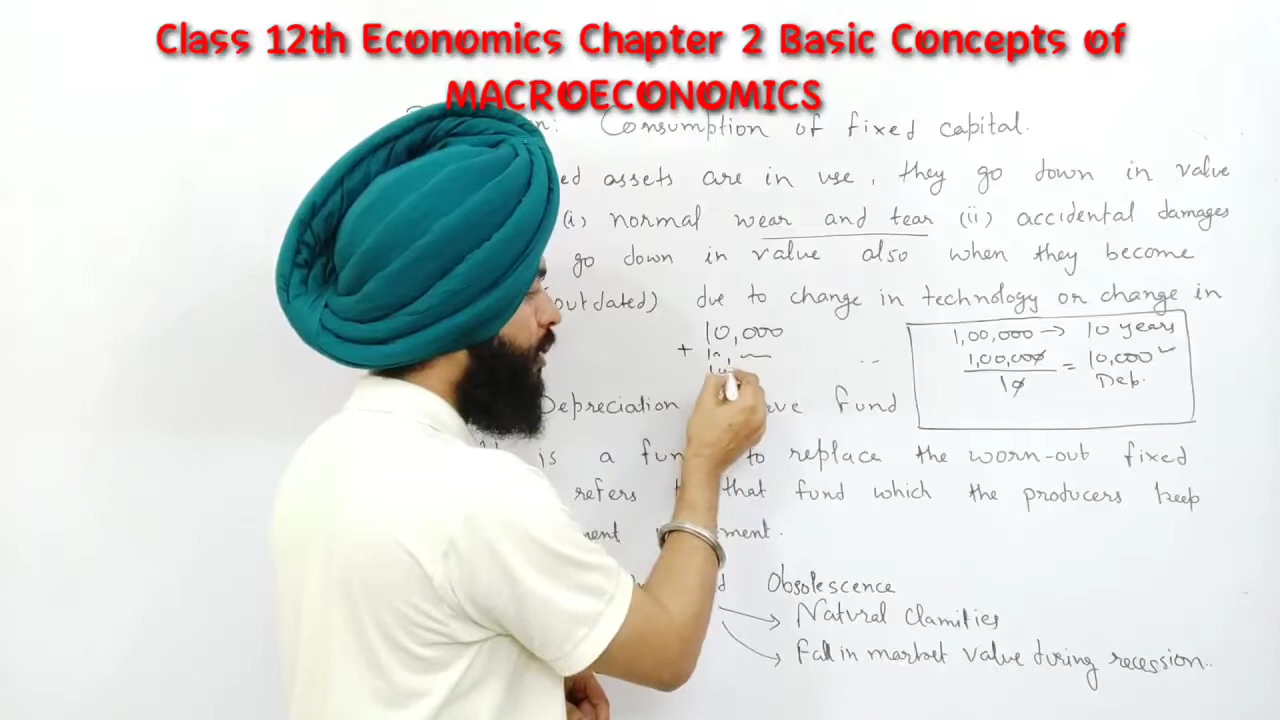 Class 12th Economics Chapter 2 Basic Concepts of
MACROECONOMICS
n: Consumption of fixed capital.
ed assets are in use, they go down in value
(i) normal wear and tear (ii) accidental damages
go down in value also when they become
(outdated) due to change in technology or change in
10,000
+
1,00,000 → 10 years
1,00,000 / 10 = 10,000
Dep.
Depreciation ve fund
is a fun to replace the worn-out fixed
refers that fund which the producers keep
ment ment.
d Obsolescence
→ Natural Clamities
→ Fall in market value during recession..